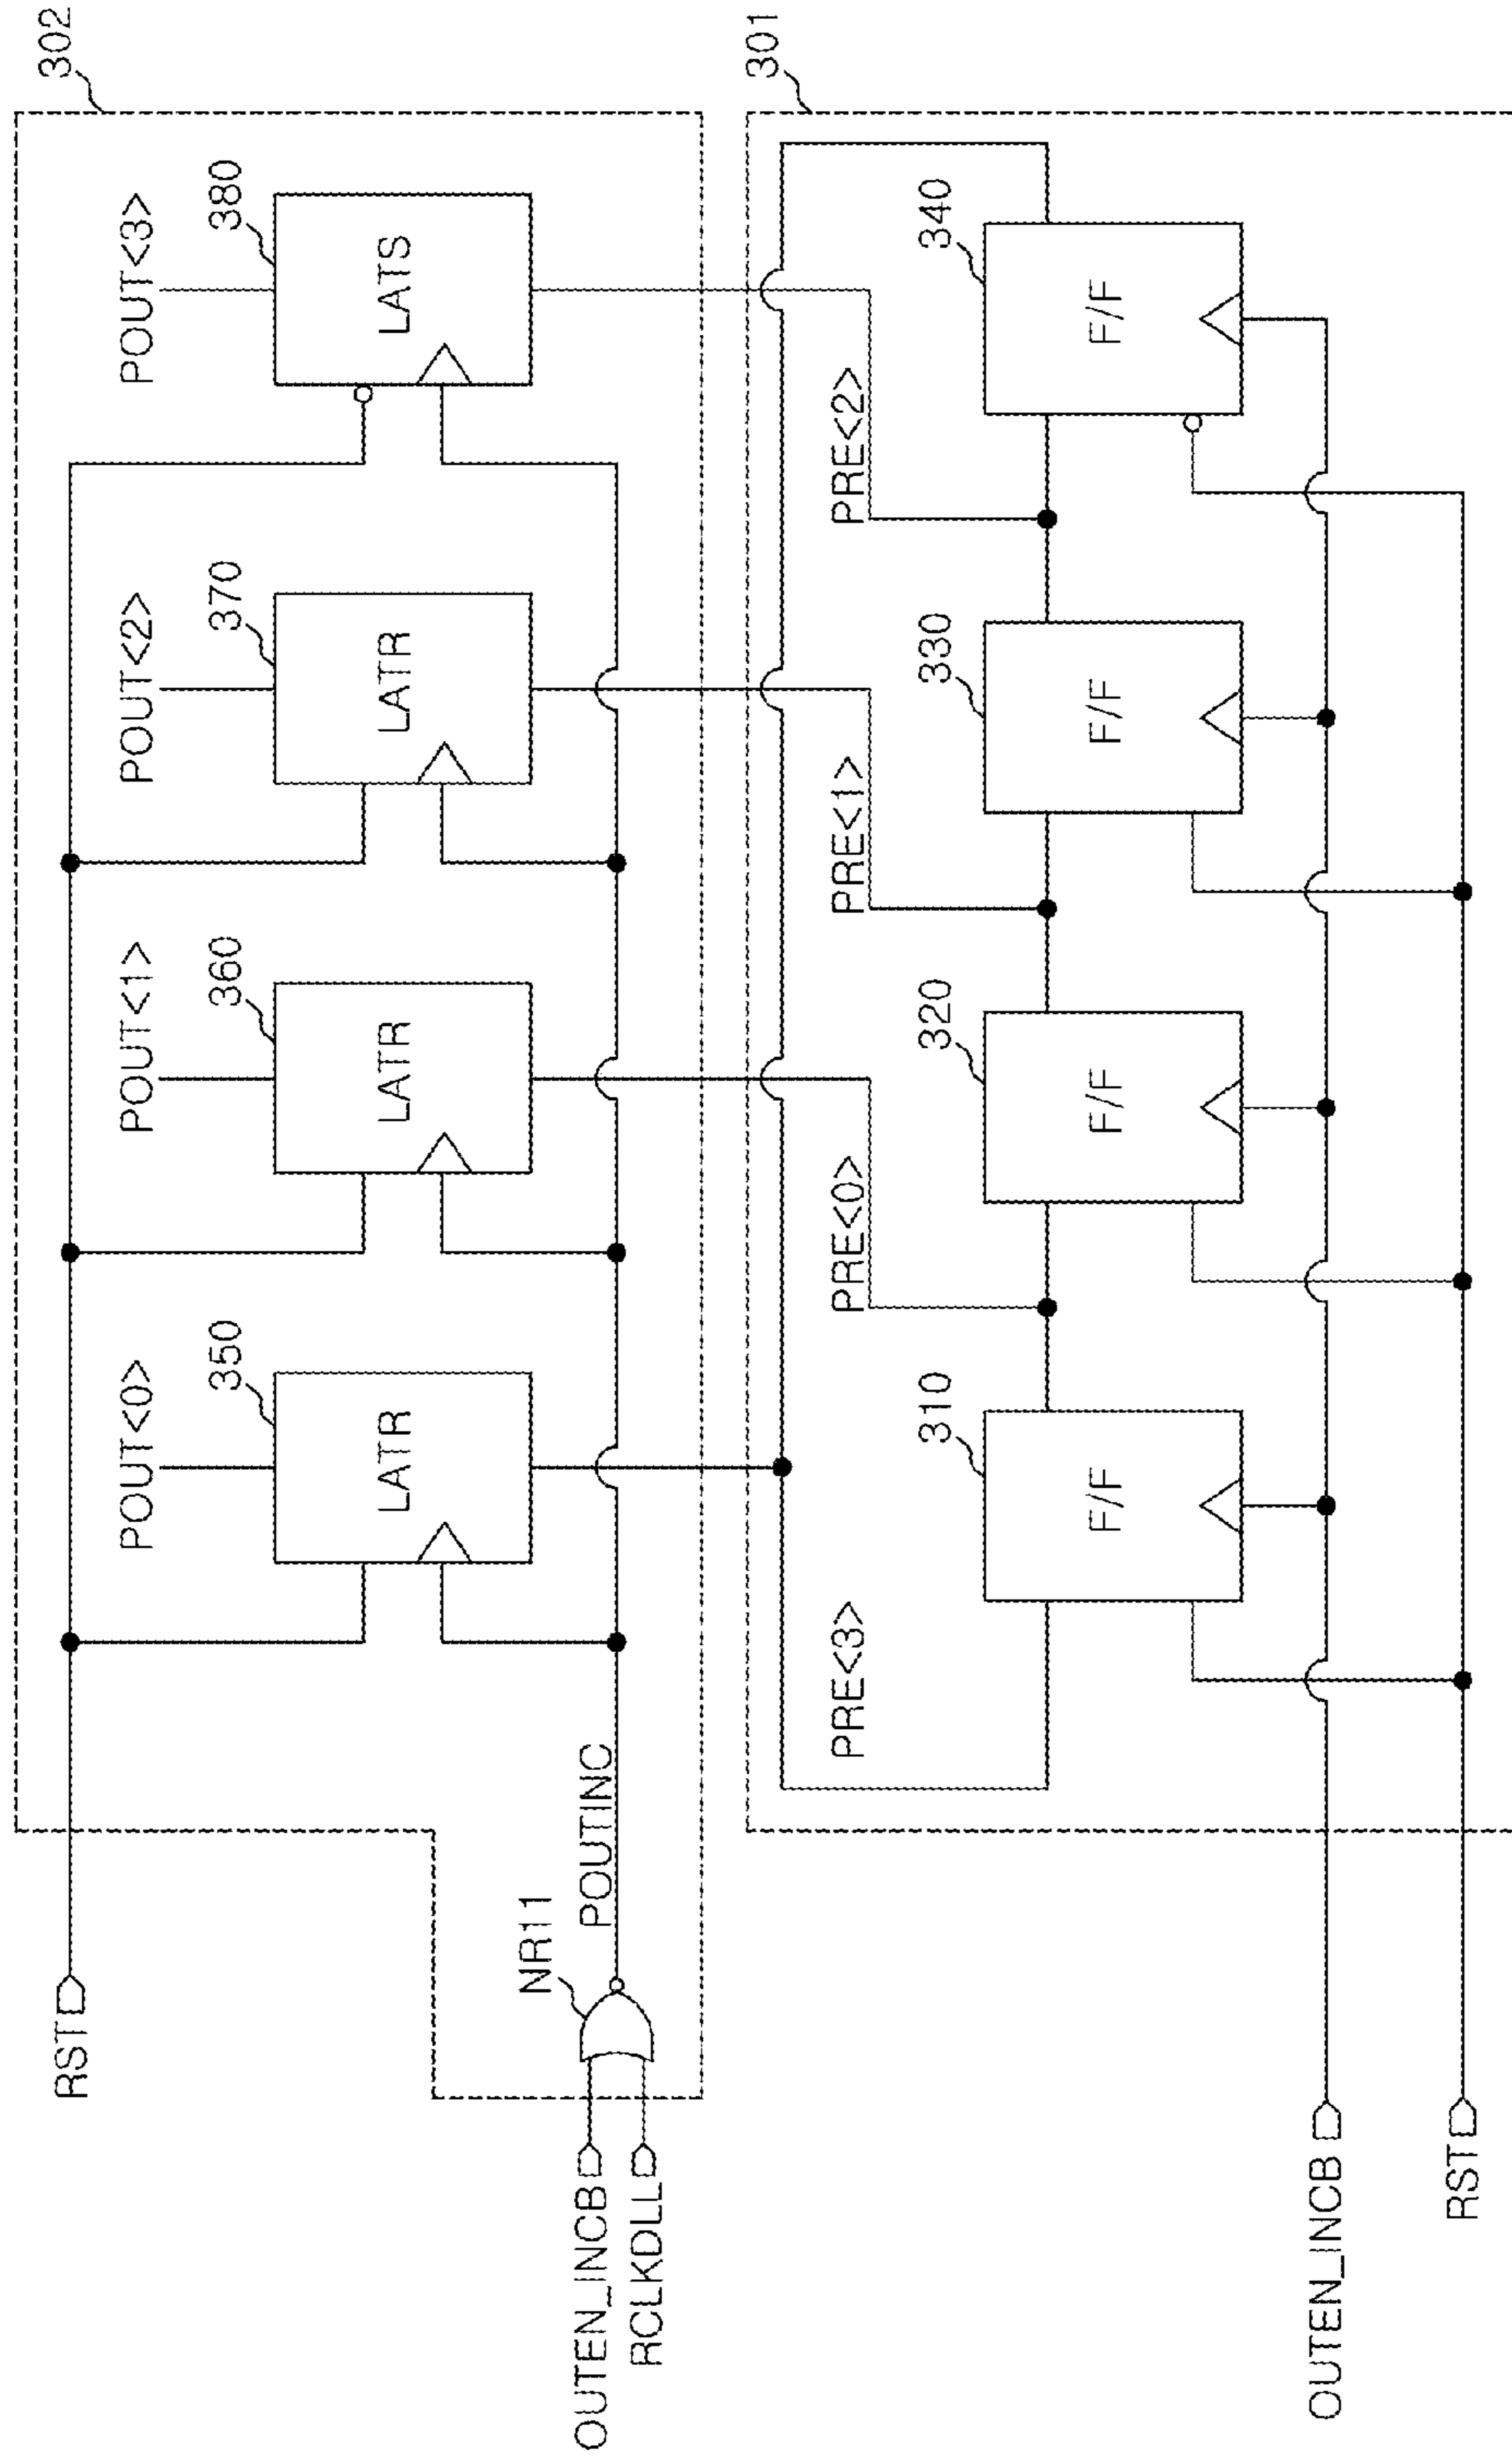 302
RST
POUT<0>
POUT<1>
POUT<2>
POUT<3>
350
360
370
380
LATR
LATR
LATR
LATS
NR11
POUTINC
OUTEN_INCB
RCLKDLL
301
PRE<3>
PRE<0>
PRE<1>
PRE<2>
310
320
330
340
F/F
F/F
F/F
F/F
OUTEN_INCB
RST